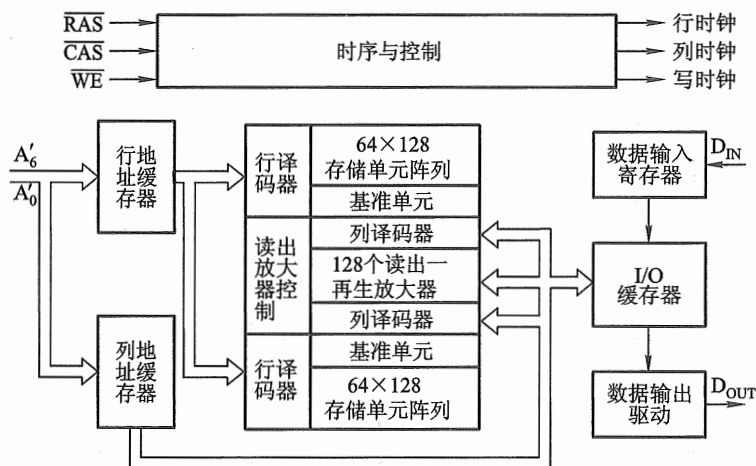 RAS
行时钟
CAS
时序与控制
列时钟
WE
写时钟
A′6
A′0
行地
址缓
存器
行译
码器
64×128
存储单元阵列
基准单元
读出
放大
器控
制
列译码器
128个读出一
再生放大器
列译码器
行译
码器
基准单元
64×128
存储单元阵列
列地
址缓
存器
数据输入
寄存器
DIN
I/O
缓存器
数据输出
驱动
DOUT